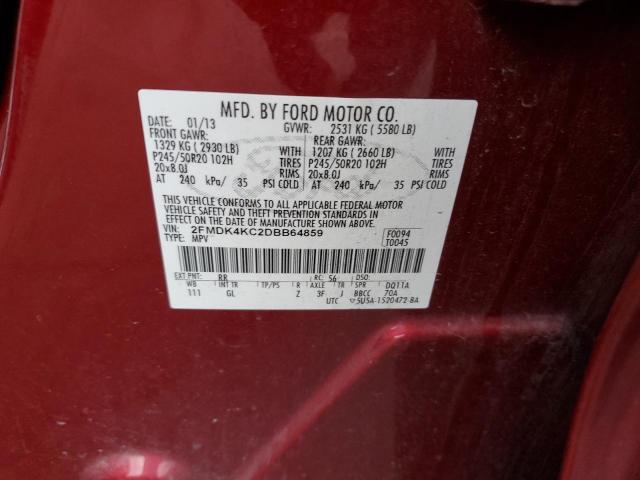 MFD. BY FORD MOTOR CO.
DATE: 01/13 GVWR: 2531 KG ( 5580 LB)
FRONT GAWR: REAR GAWR:
1329 KG ( 2930 LB) 1207 KG ( 2660 LB)
P245/50R20 102H TIRES P245/50R20 102H TIRES
20x8.0J RIMS 20x8.0J RIMS
AT 240 kPa/ 35 PSI COLD AT 240 kPa/ 35 PSI COLD
THIS VEHICLE CONFORMS TO ALL APPLICABLE FEDERAL MOTOR
VEHICLE SAFETY AND THEFT PREVENTION STANDARDS IN
EFFECT ON THE DATE OF MANUFACTURE SHOWN ABOVE.
VIN: 2FMDK4KC2DBB64859 F0094
TYPE: MPV T0045
EXT PNT: RR RC: 56 DSO:
WB INT TR TP/PS R AXLE TR SPR DQ11A
111 GL Z 3F J BBCC 70A
UTC 5U5A-1520472-BA